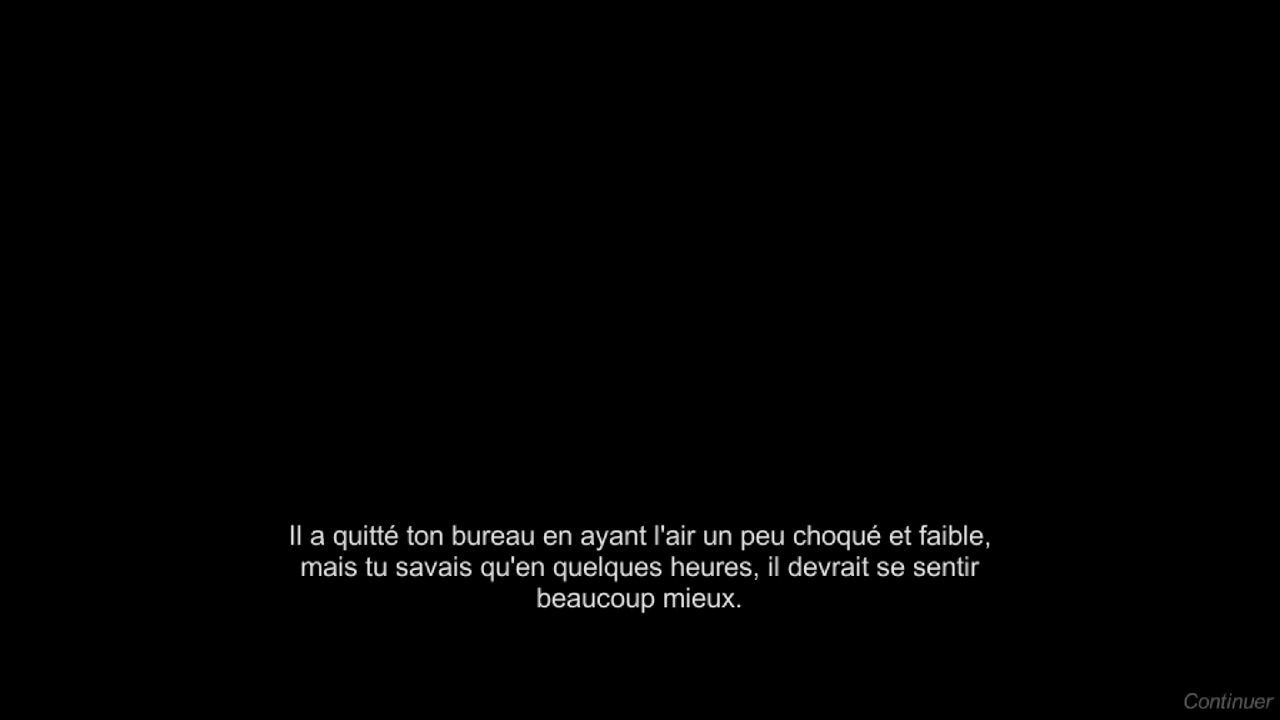 Il a quitté ton bureau en ayant l'air un peu choqué et faible,
mais tu savais qu'en quelques heures, il devrait se sentir
beaucoup mieux.
Continuer